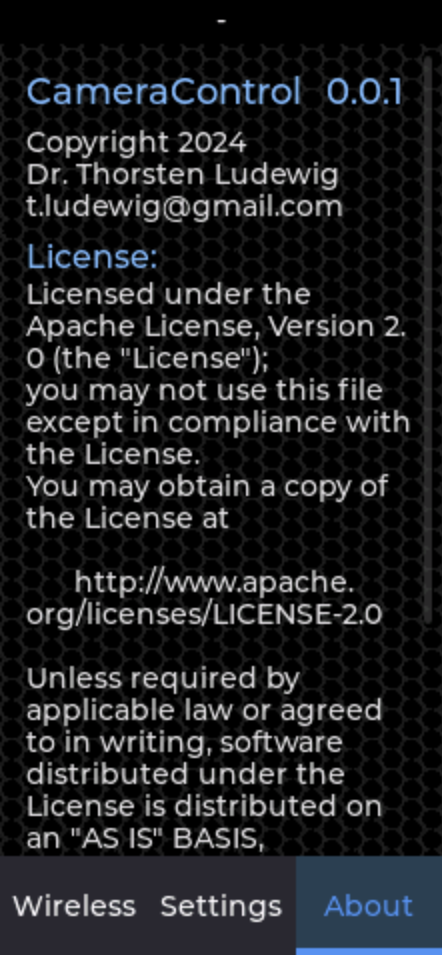 -
CameraControl 0.0.1
Copyright 2024
Dr. Thorsten Ludewig
t.ludewig@gmail.com
License:
Licensed under the
Apache License, Version 2.
0 (the "License");
you may not use this file
except in compliance with
the License.
You may obtain a copy of
the License at
http://www.apache.
org/licenses/LICENSE-2.0
Unless required by
applicable law or agreed
to in writing, software
distributed under the
License is distributed on
an "AS IS" BASIS,
Wireless Settings About